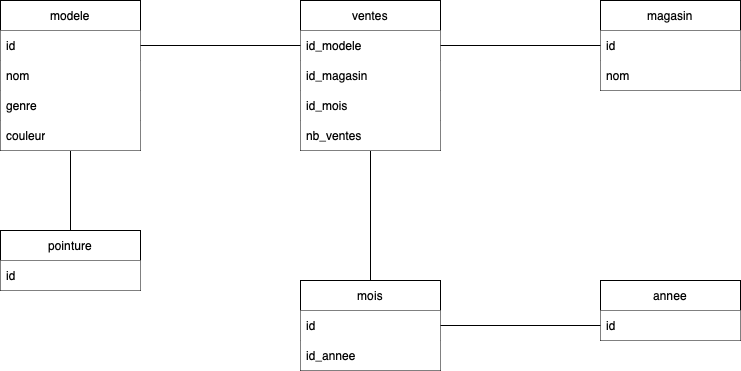 modele
id
nom
genre
couleur
ventes
id_modele
id_magasin
id_mois
nb_ventes
magasin
id
nom
pointure
id
mois
id
id_annee
annee
id